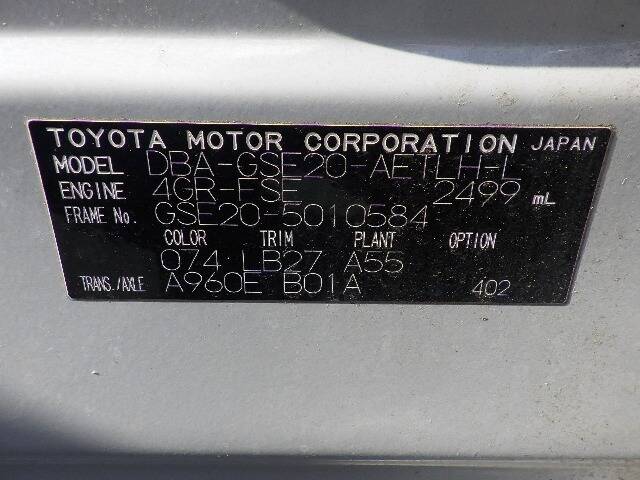 TOYOTA MOTOR CORPORATION JAPAN
MODEL DBA-GSE20-AETLH-L
ENGINE 4GR-FSE 2499 mL
FRAME No. GSE20-5010584
COLOR TRIM PLANT OPTION
074 LB27 A55
TRANS./AXLE A960E B01A 402